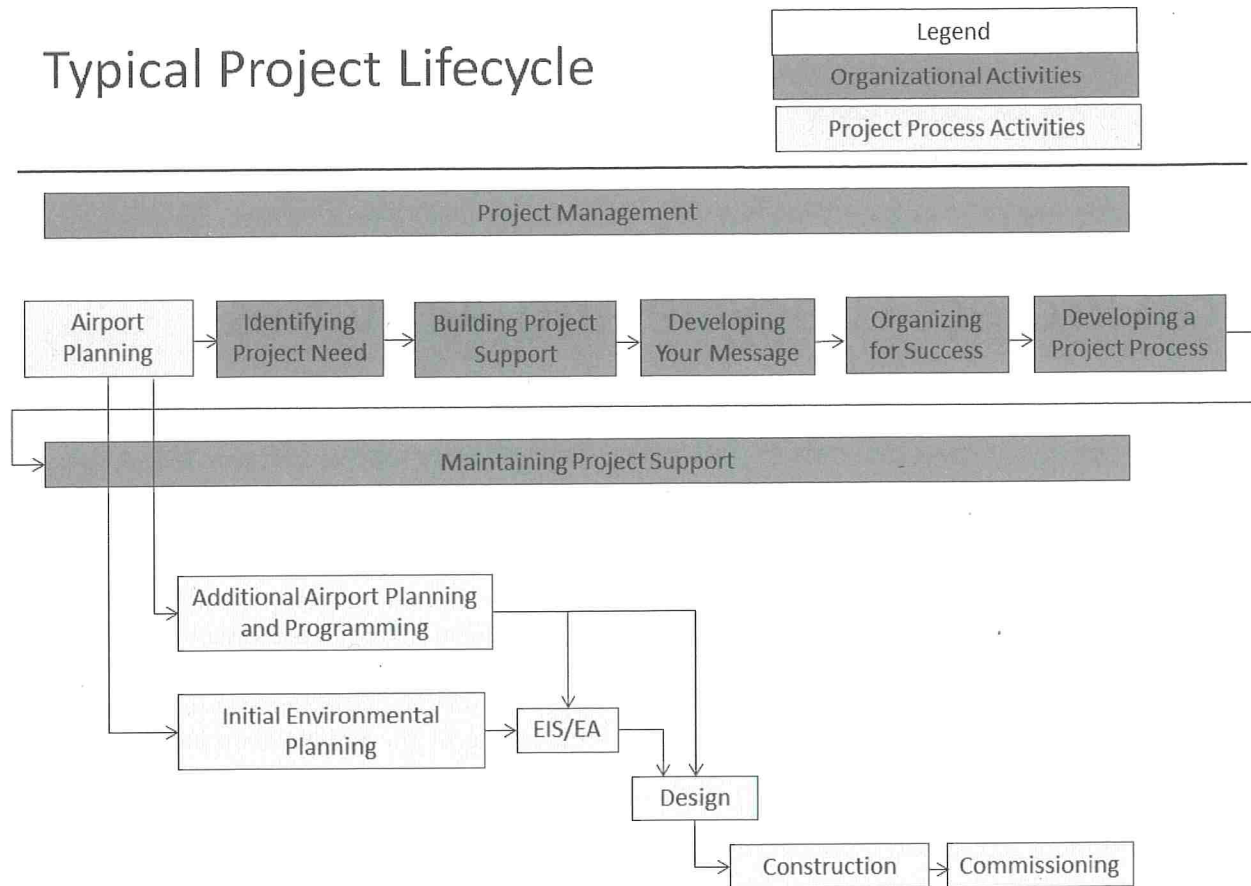 Typical Project Lifecycle
Legend
Organizational Activities
Project Process Activities
Project Management
Airport
Planning
Identifying
Project Need
Building Project
Support
Developing
Your Message
Organizing
for Success
Developing a
Project Process
Maintaining Project Support
Additional Airport Planning
and Programming
Initial Environmental
Planning
EIS/EA
Design
Construction
Commissioning